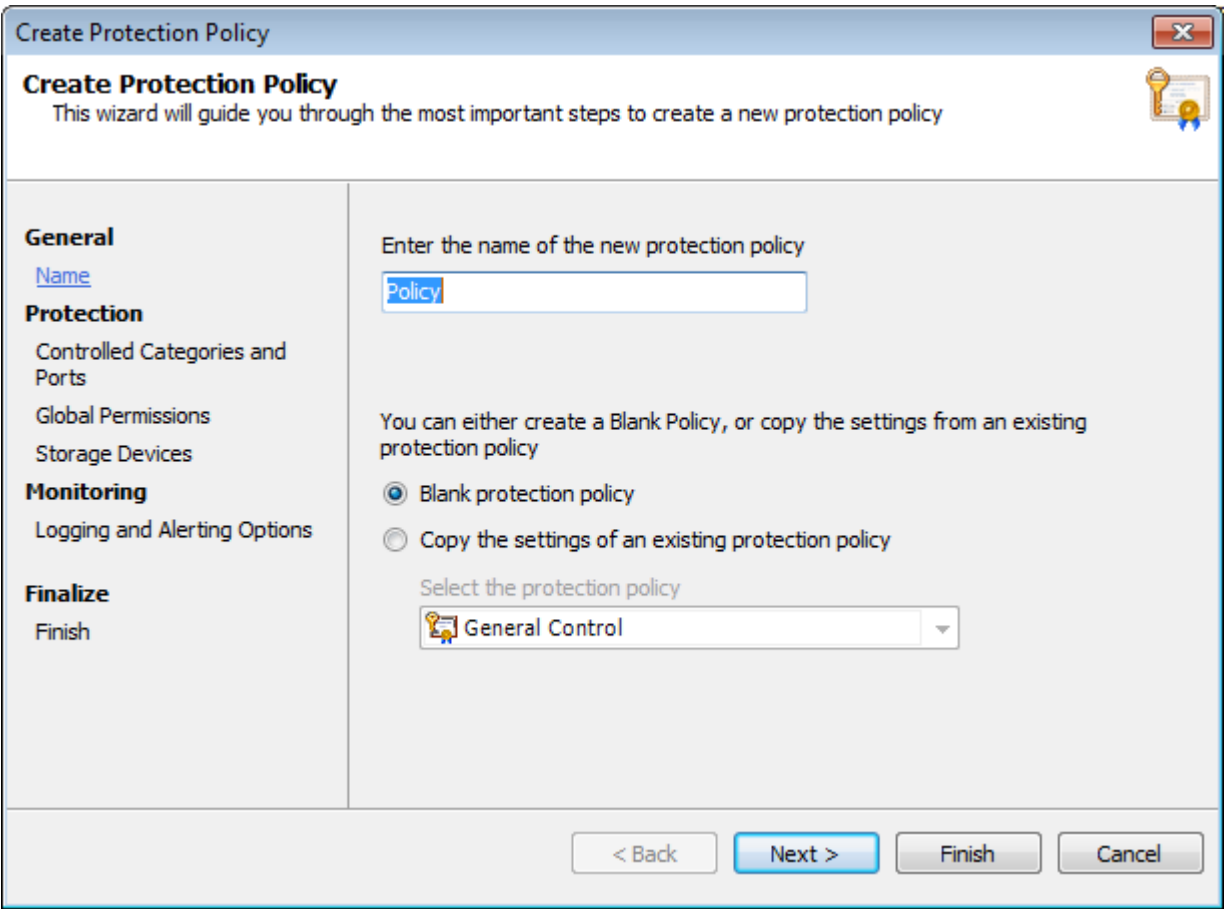 Create Protection Policy
Create Protection Policy
This wizard will guide you through the most important steps to create a new protection policy
General
Name
Protection
Controlled Categories and
Ports
Global Permissions
Storage Devices
Monitoring
Logging and Alerting Options
Finalize
Finish
Enter the name of the new protection policy
Policy
You can either create a Blank Policy, or copy the settings from an existing
protection policy
Blank protection policy
Copy the settings of an existing protection policy
Select the protection policy
General Control
< Back
Next >
Finish
Cancel